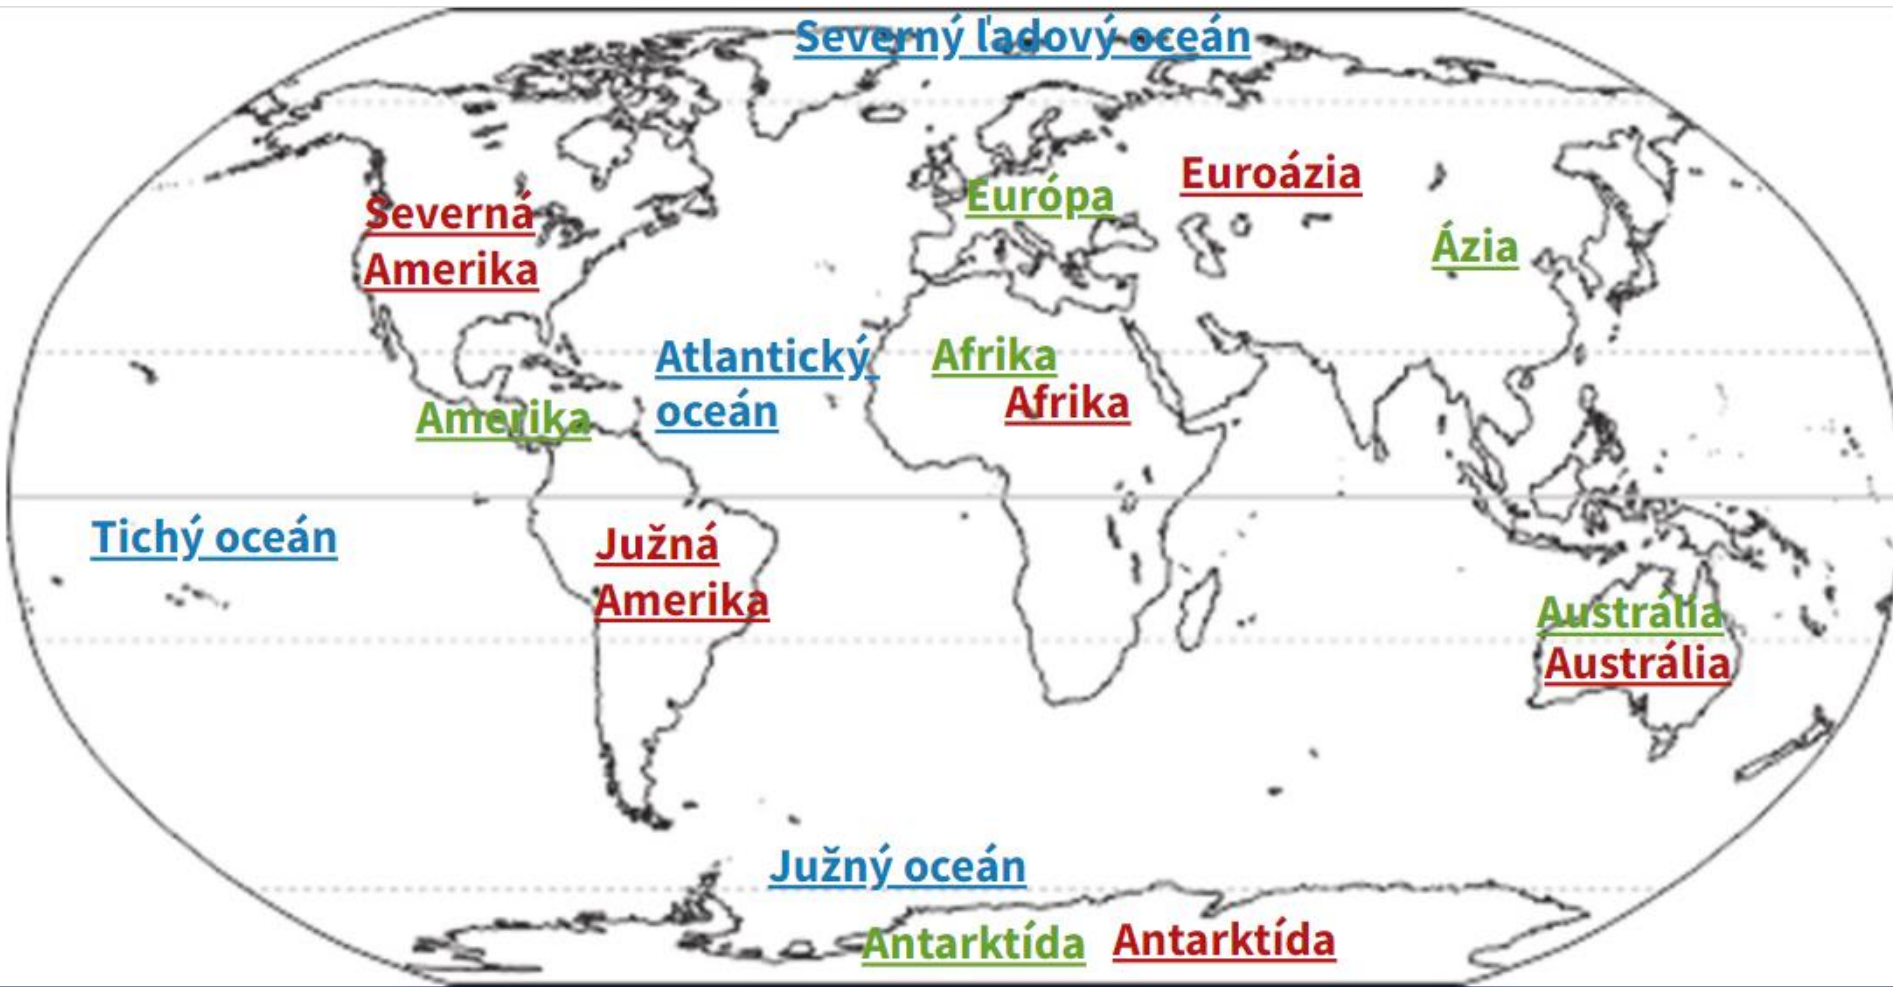 Severný ľadový oceán
Euroázia
Európa
Severná
Amerika
Ázia
Atlantický
oceán
Afrika
Afrika
Amerika
Tichý oceán
Južná
Amerika
Austrália
Austrália
Južný oceán
Antarktída
Antarktída